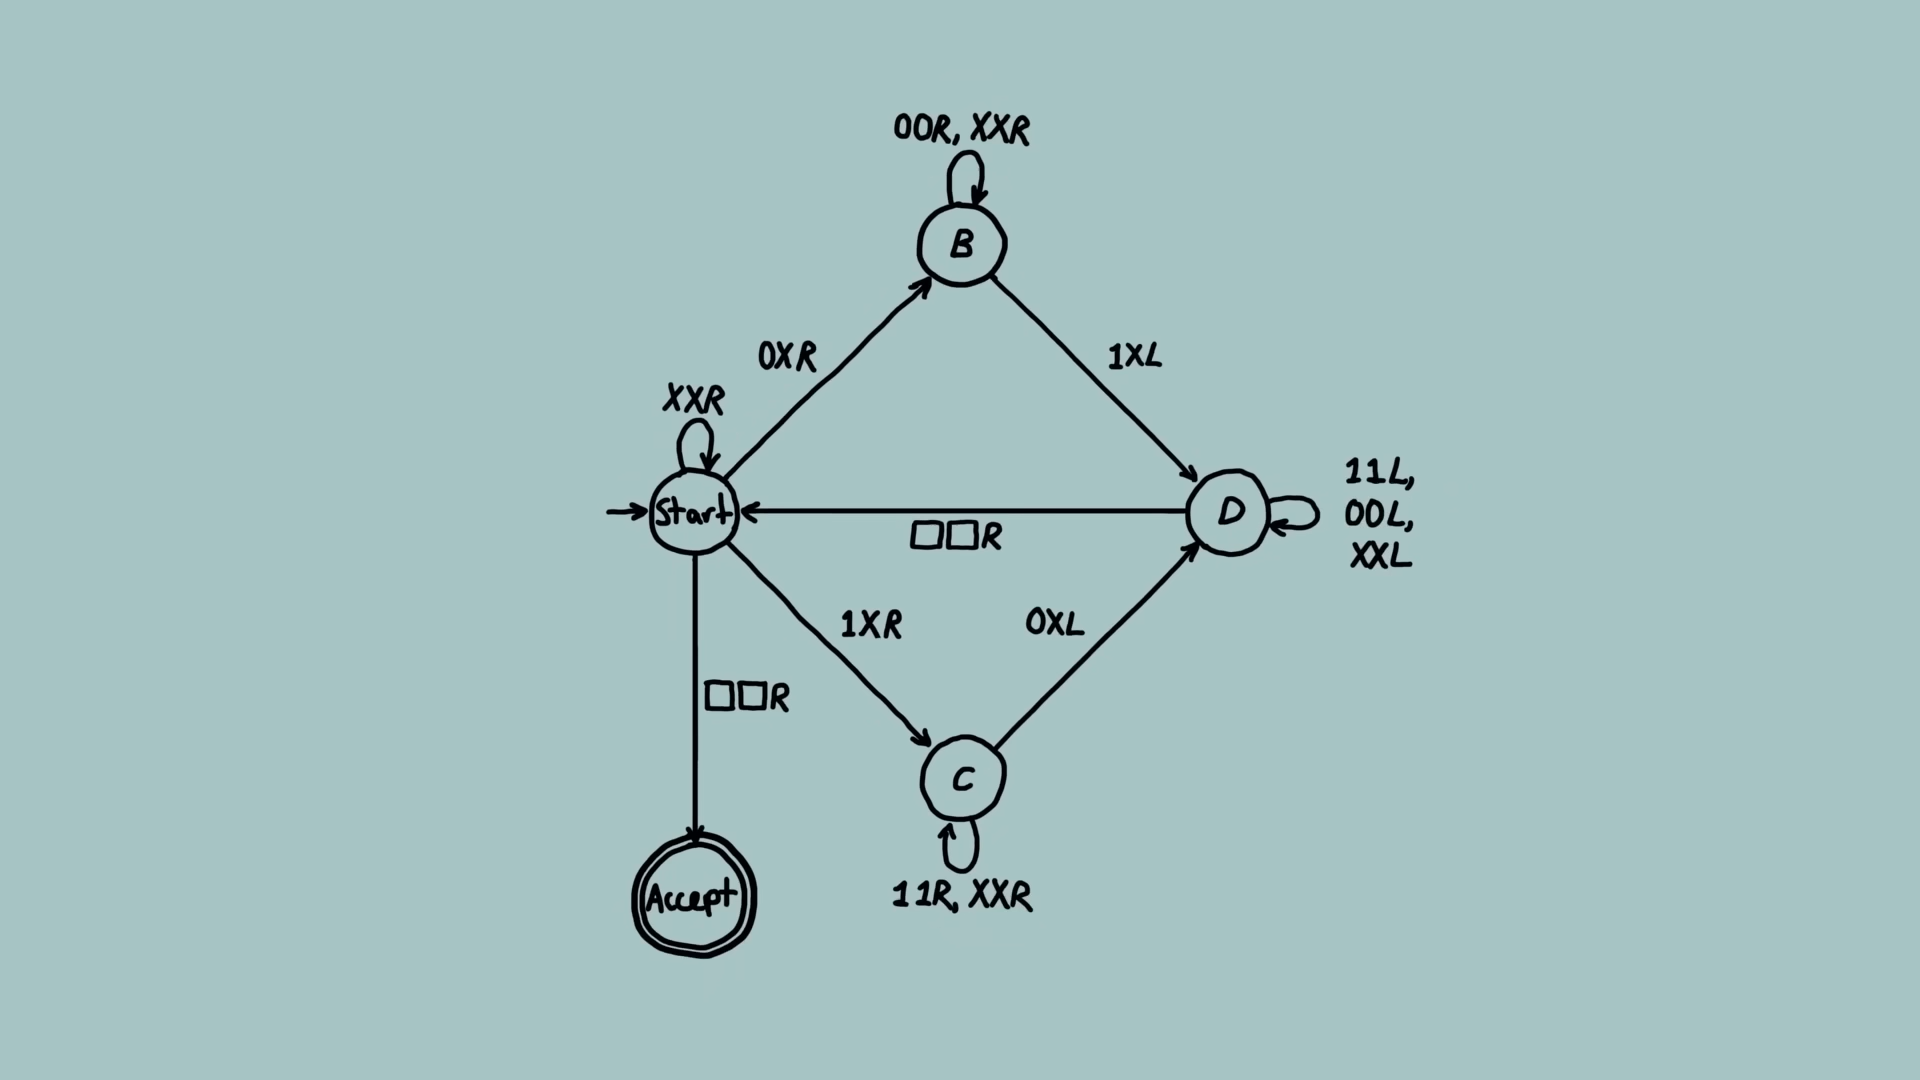 00R, XXR
B
0XR
1XL
XXR
Start
D
11L,
00L,
XXL
□□R
1XR
0XL
□□R
C
Accept
11R, XXR